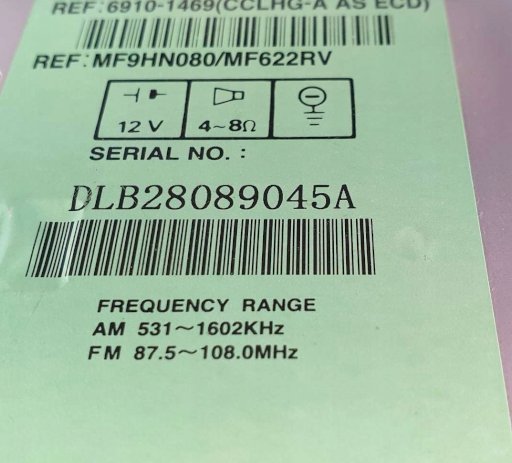 REF: 6910-1469(CCLHG-A AS ECD)
REF: MF9HN080/MF622RV
12 V
4~8Ω
SERIAL NO. :
DLB28089045A
FREQUENCY RANGE
AM 531~1602KHz
FM 87.5~108.0MHz